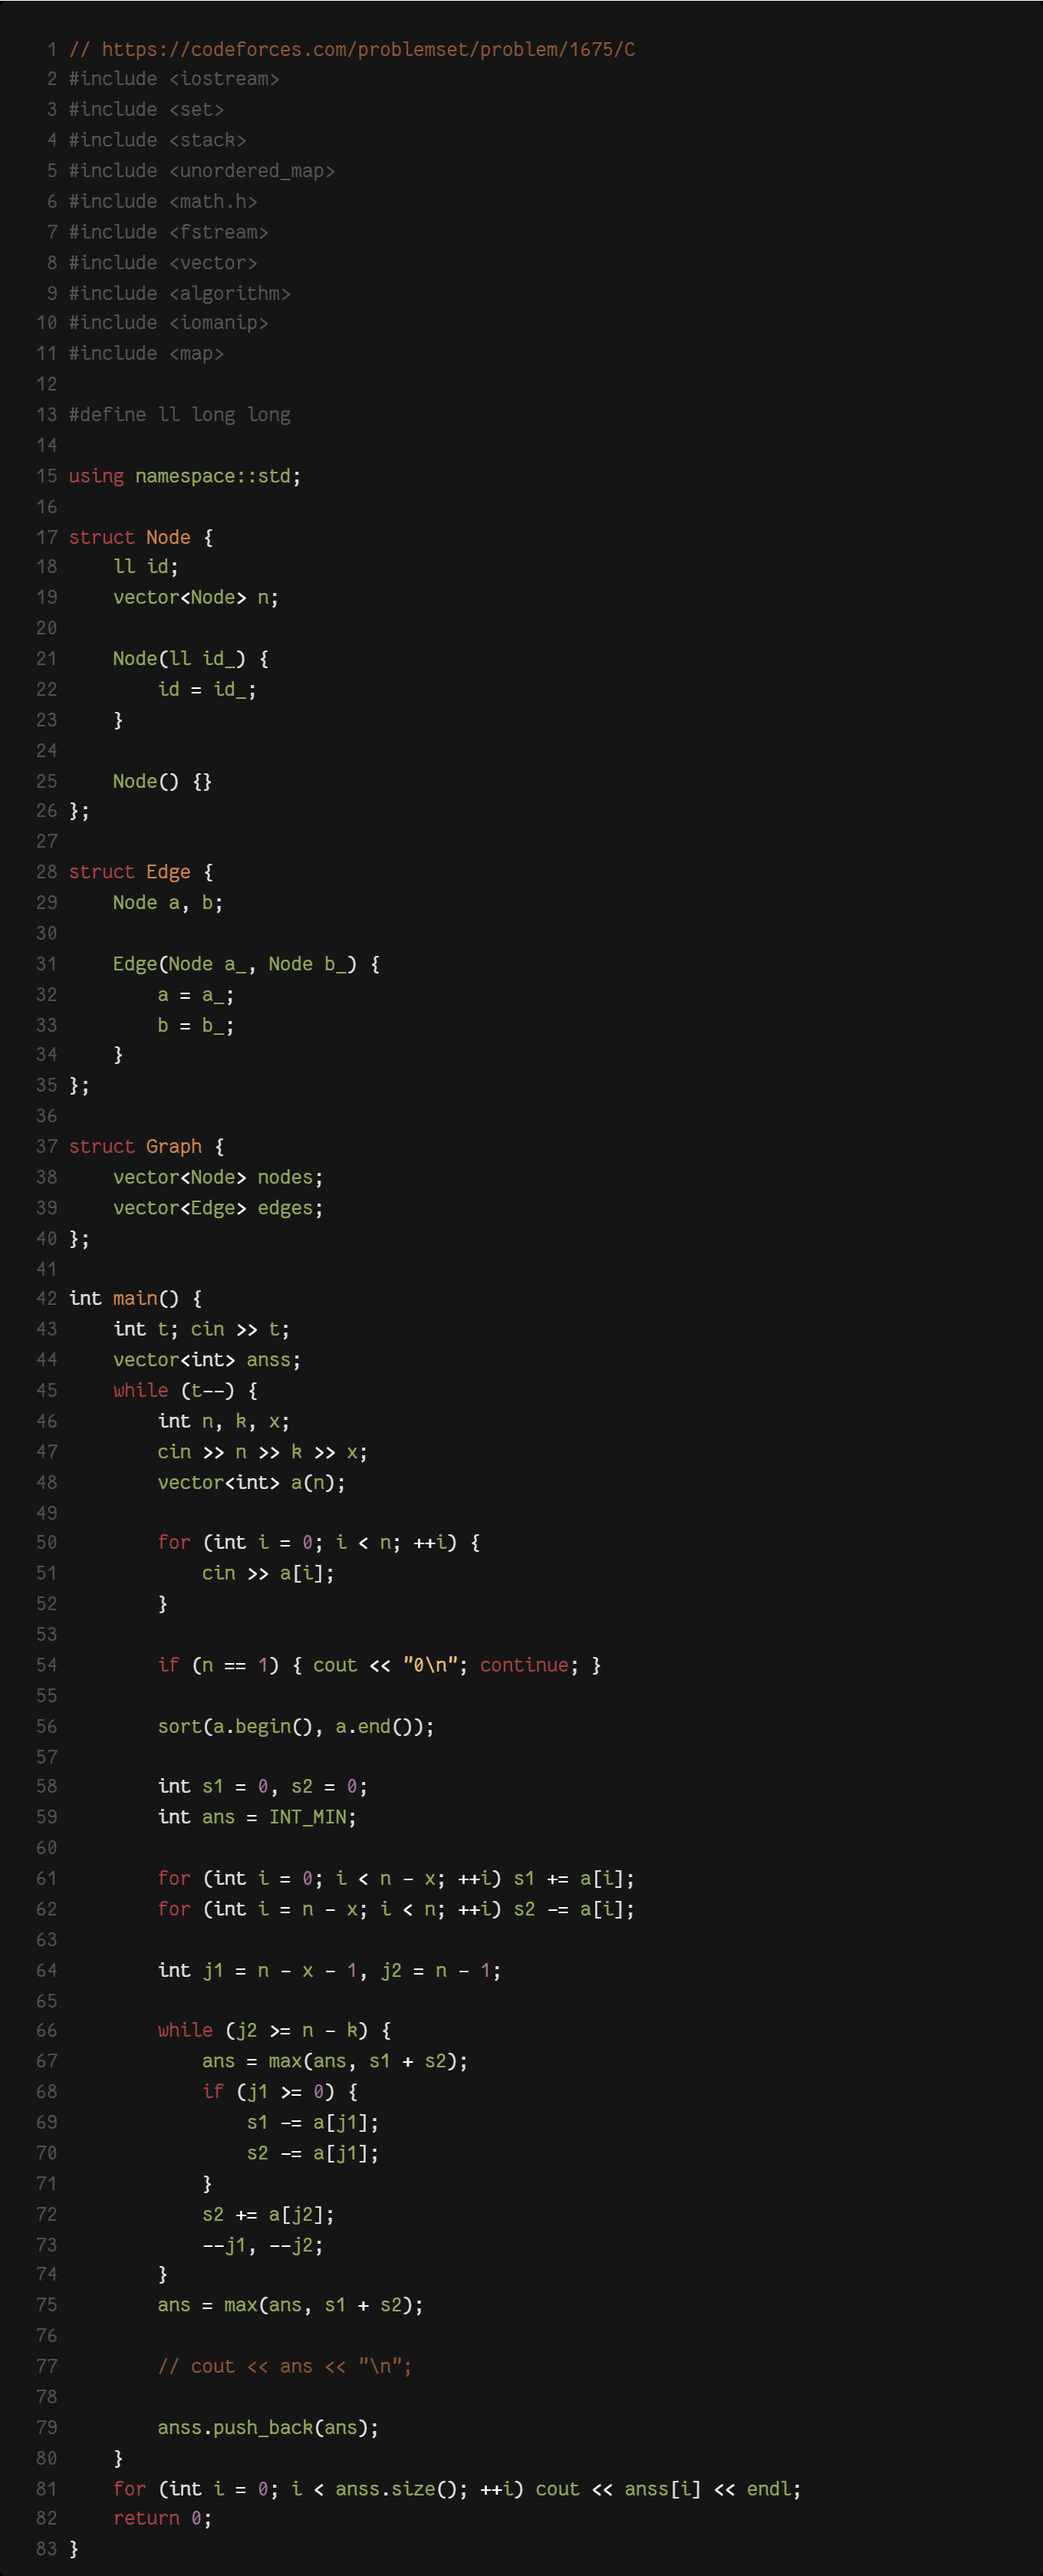 1 // https://codeforces.com/problemset/problem/1675/C
2 #include <iostream>
3 #include <set>
4 #include <stack>
5 #include <unordered_map>
6 #include <math.h>
7 #include <fstream>
8 #include <vector>
9 #include <algorithm>
10 #include <iomanip>
11 #include <map>
12
13 #define ll long long
14
15 using namespace::std;
16
17 struct Node {
18     ll id;
19     vector<Node> n;
20
21     Node(ll id_) {
22         id = id_;
23     }
24
25     Node() {}
26 };
27
28 struct Edge {
29     Node a, b;
30
31     Edge(Node a_, Node b_) {
32         a = a_;
33         b = b_;
34     }
35 };
36
37 struct Graph {
38     vector<Node> nodes;
39     vector<Edge> edges;
40 };
41
42 int main() {
43     int t; cin >> t;
44     vector<int> anss;
45     while (t--) {
46         int n, k, x;
47         cin >> n >> k >> x;
48         vector<int> a(n);
49
50         for (int i = 0; i < n; ++i) {
51             cin >> a[i];
52         }
53
54         if (n == 1) { cout << "0\n"; continue; }
55
56         sort(a.begin(), a.end());
57
58         int s1 = 0, s2 = 0;
59         int ans = INT_MIN;
60
61         for (int i = 0; i < n - x; ++i) s1 += a[i];
62         for (int i = n - x; i < n; ++i) s2 -= a[i];
63
64         int j1 = n - x - 1, j2 = n - 1;
65
66         while (j2 >= n - k) {
67             ans = max(ans, s1 + s2);
68             if (j1 >= 0) {
69                 s1 -= a[j1];
70                 s2 -= a[j1];
71             }
72             s2 += a[j2];
73             --j1, --j2;
74         }
75         ans = max(ans, s1 + s2);
76
77         // cout << ans << "\n";
78
79         anss.push_back(ans);
80     }
81     for (int i = 0; i < anss.size(); ++i) cout << anss[i] << endl;
82     return 0;
83 }